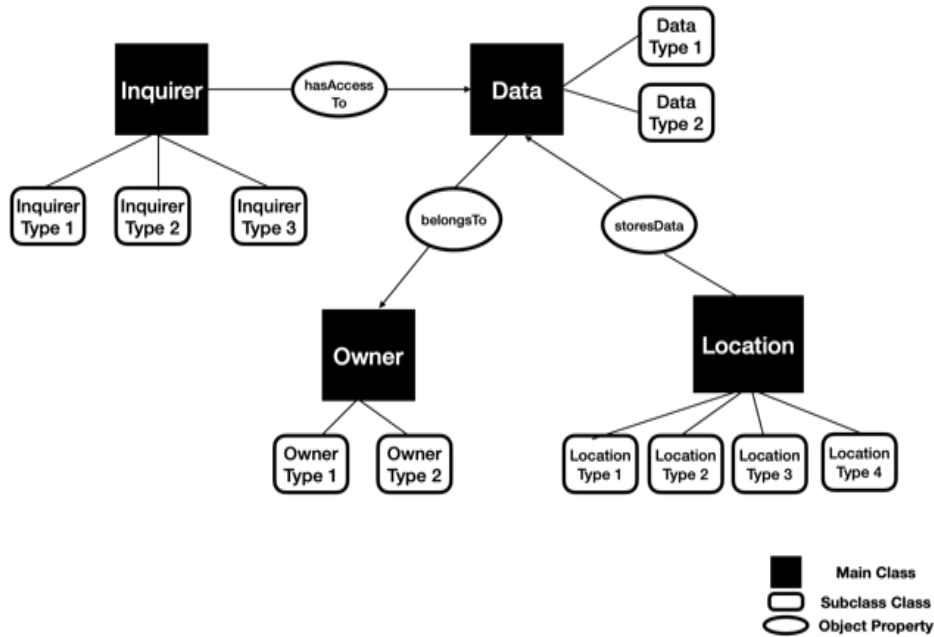 Data
Type 1
Inquirer
hasAccess
To
Data
Data
Type 2
Inquirer
Type 1
Inquirer
Type 2
Inquirer
Type 3
belongsTo
storesData
Owner
Location
Owner
Type 1
Owner
Type 2
Location
Type 1
Location
Type 2
Location
Type 3
Location
Type 4
Main Class
Subclass Class
Object Property